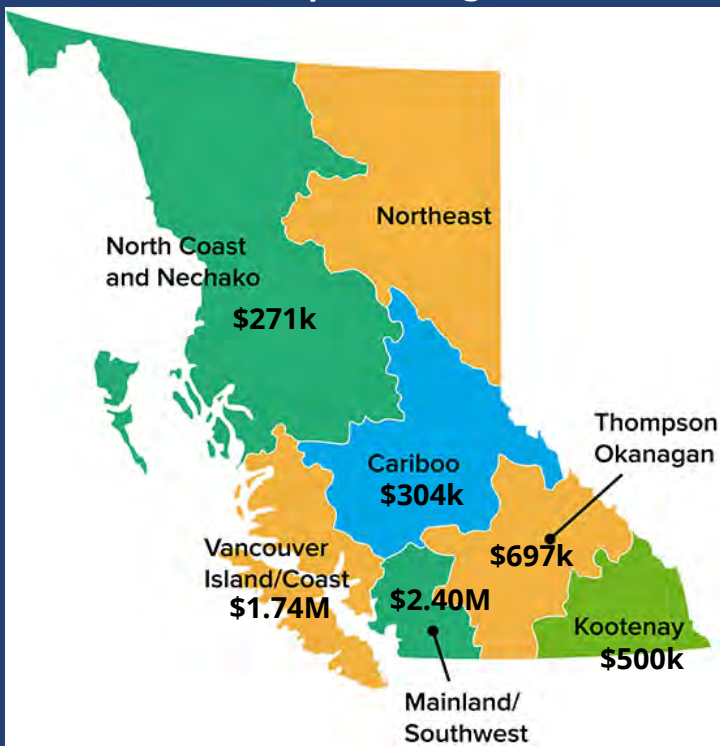 Northeast
North Coast
and Nechako
$271k
Thompson
Okanagan
Cariboo
$304k
$697k
Vancouver
Island/Coast
$1.74M
$2.40M
Kootenay
$500k
Mainland/
Southwest